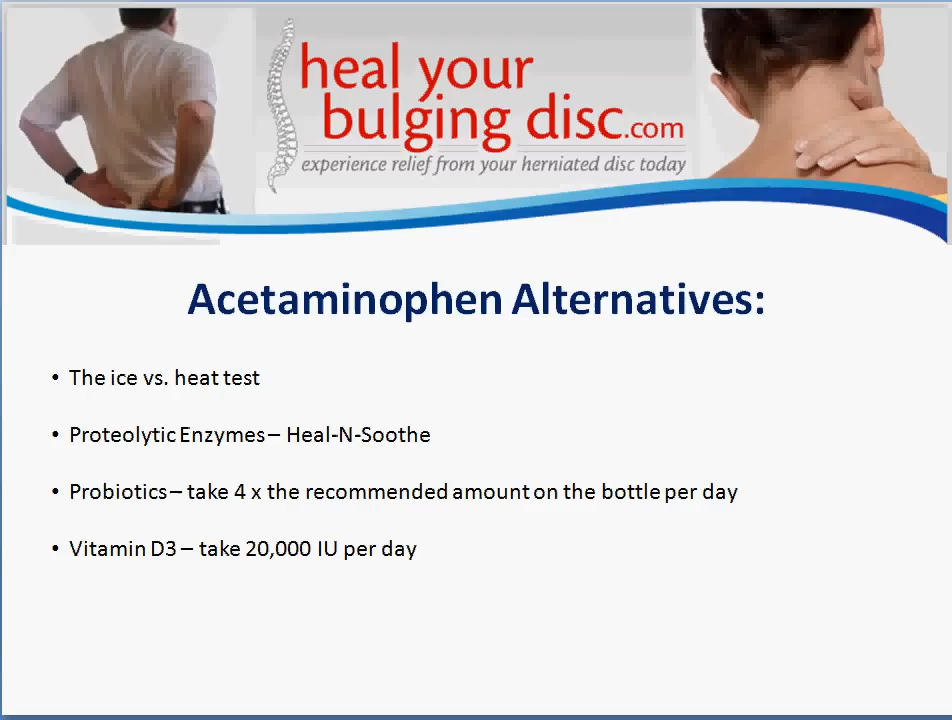 heal your
bulging disc.com
experience relief from your herniated disc today
Acetaminophen Alternatives:
• The ice vs. heat test
• Proteolytic Enzymes – Heal-N-Soothe
• Probiotics – take 4 x the recommended amount on the bottle per day
• Vitamin D3 – take 20,000 IU per day